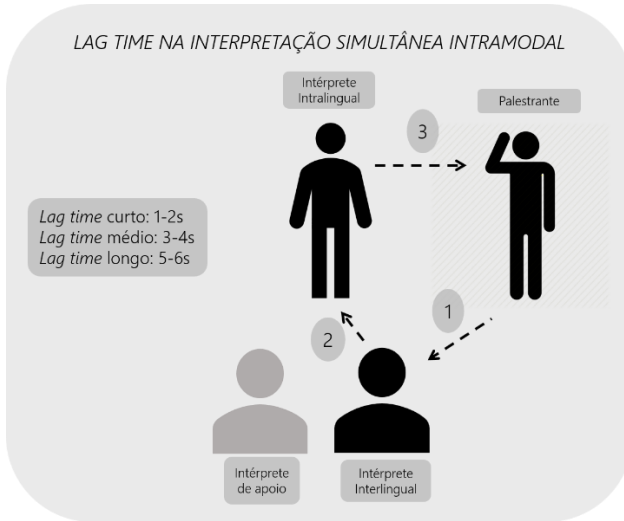 LAG TIME NA INTERPRETAÇÃO SIMULTÂNEA INTRAMODAL
Intérprete
Intralingual
Palestrante
3
Lag time curto: 1-2s
Lag time médio: 3-4s
Lag time longo: 5-6s
1
2
Intérprete
de apoio
Intérprete
Interlingual